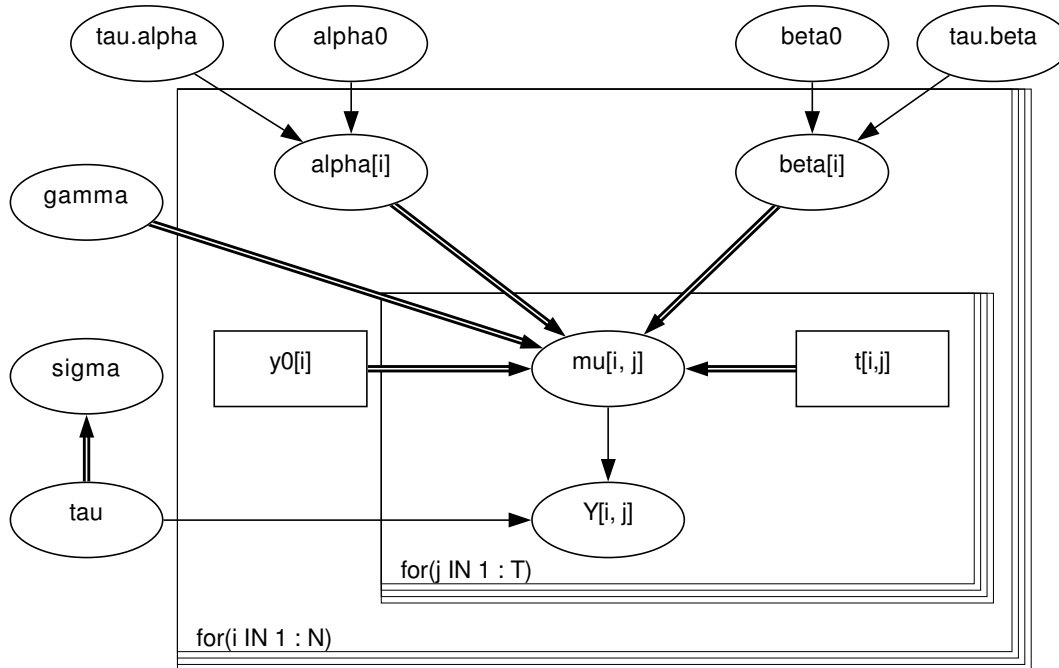 tau.alpha
alpha0
beta0
tau.beta
alpha[i]
beta[i]
gamma
y0[i]
mu[i, j]
t[i,j]
sigma
tau
Y[i, j]
for(j IN 1 : T)
for(i IN 1 : N)